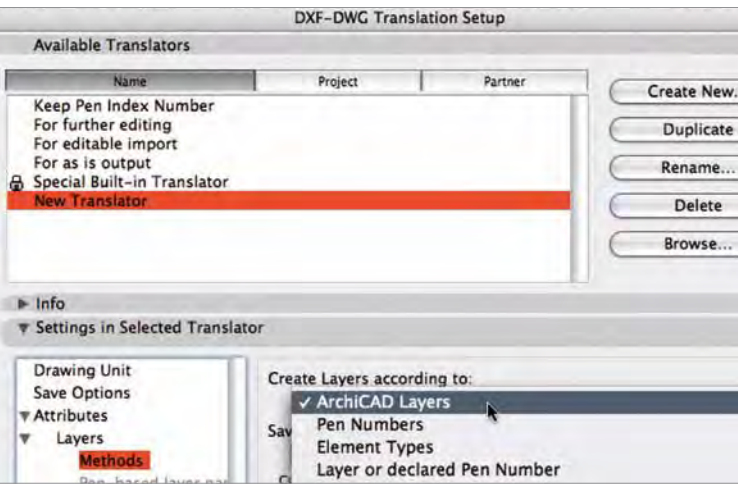 DXF-DWG Translation Setup
Available Translators
Name Project Partner
Keep Pen Index Number
For further editing
For editable import
For as is output
Special Built-in Translator
New Translator
Create New.
Duplicate
Rename...
Delete
Browse...
Info
Settings in Selected Translator
Drawing Unit
Save Options
Attributes
Layers
Methods
Create Layers according to:
✓ ArchiCAD Layers
Pen Numbers
Element Types
Layer or declared Pen Number
Sav